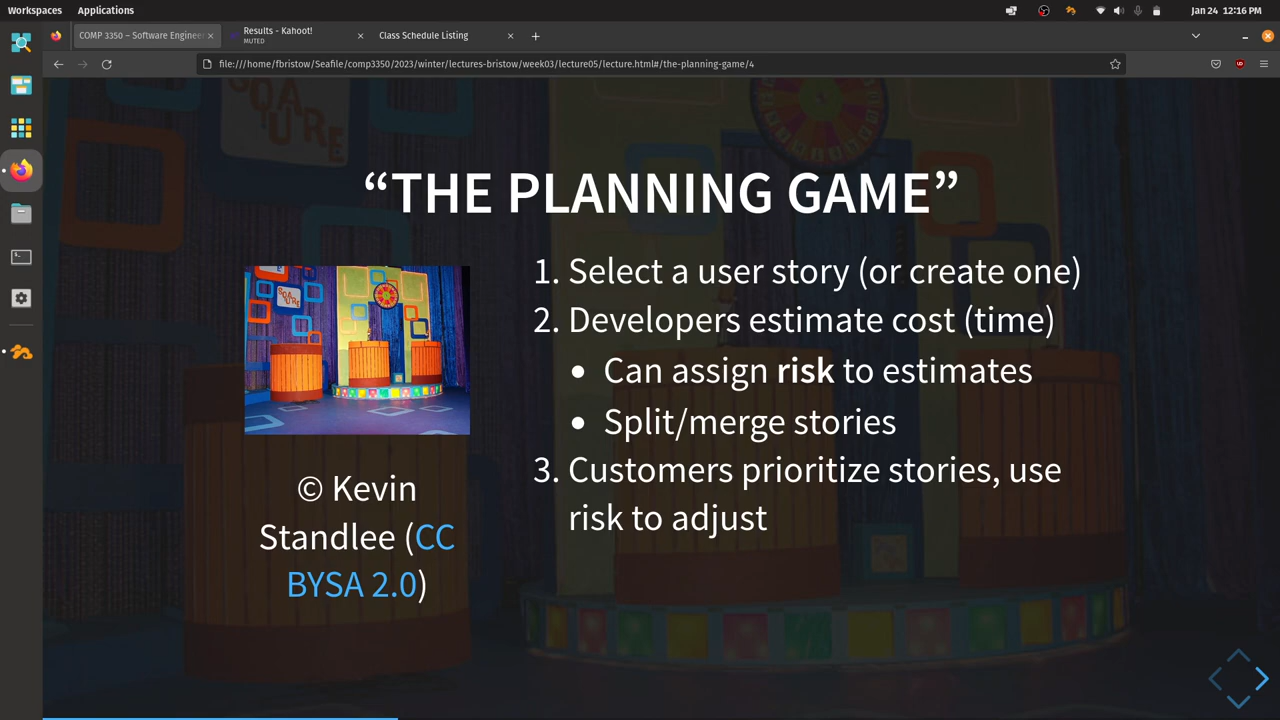 Workspaces Applications Jan 24 12:16 PM
COMP 3350 – Software Enginee Results - Kahoot! Class Schedule Listing
MUTED
file:///home/fbristow/Seafile/comp3350/2023/winter/lectures-bristow/week03/lecture05/lecture.html#/the-planning-game/4
SQUARE
“THE PLANNING GAME”
SQUARE
© Kevin
Standlee (CC
BYSA 2.0)
1. Select a user story (or create one)
2. Developers estimate cost (time)
• Can assign risk to estimates
• Split/merge stories
3. Customers prioritize stories, use
risk to adjust